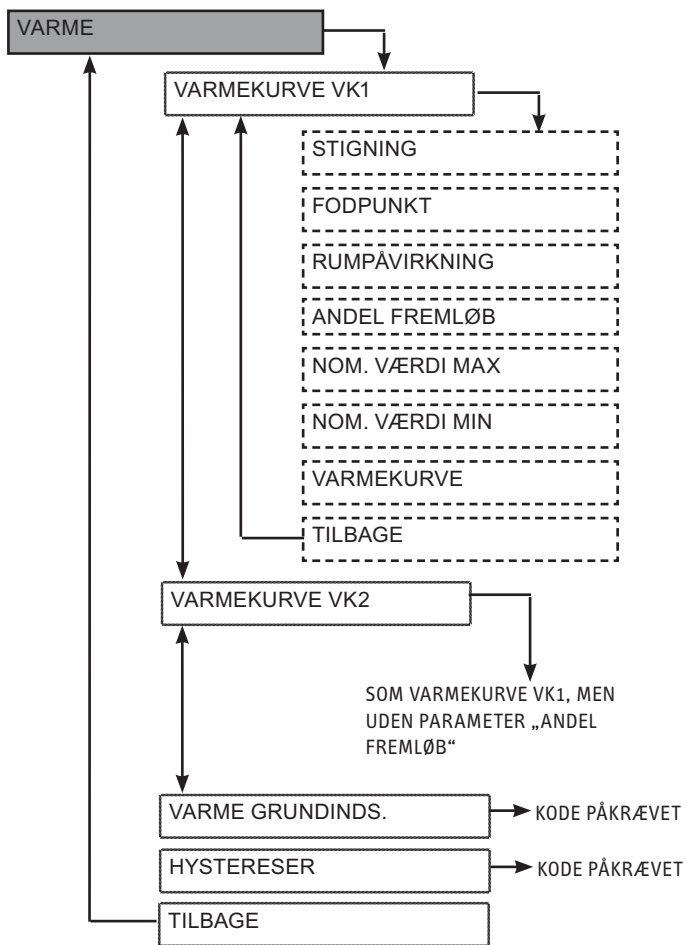 VARME
VARMEKURVE VK1
STIGNING
FODPUNKT
RUMPÅVIRKNING
ANDEL FREMLØB
NOM. VÆRDI MAX
NOM. VÆRDI MIN
VARMEKURVE
TILBAGE
VARMEKURVE VK2
SOM VARMEKURVE VK1, MEN
UDEN PARAMETER „ANDEL
FREMLØB“
VARME GRUNDINDS.
KODE PÅKRÆVET
HYSTERESER
KODE PÅKRÆVET
TILBAGE